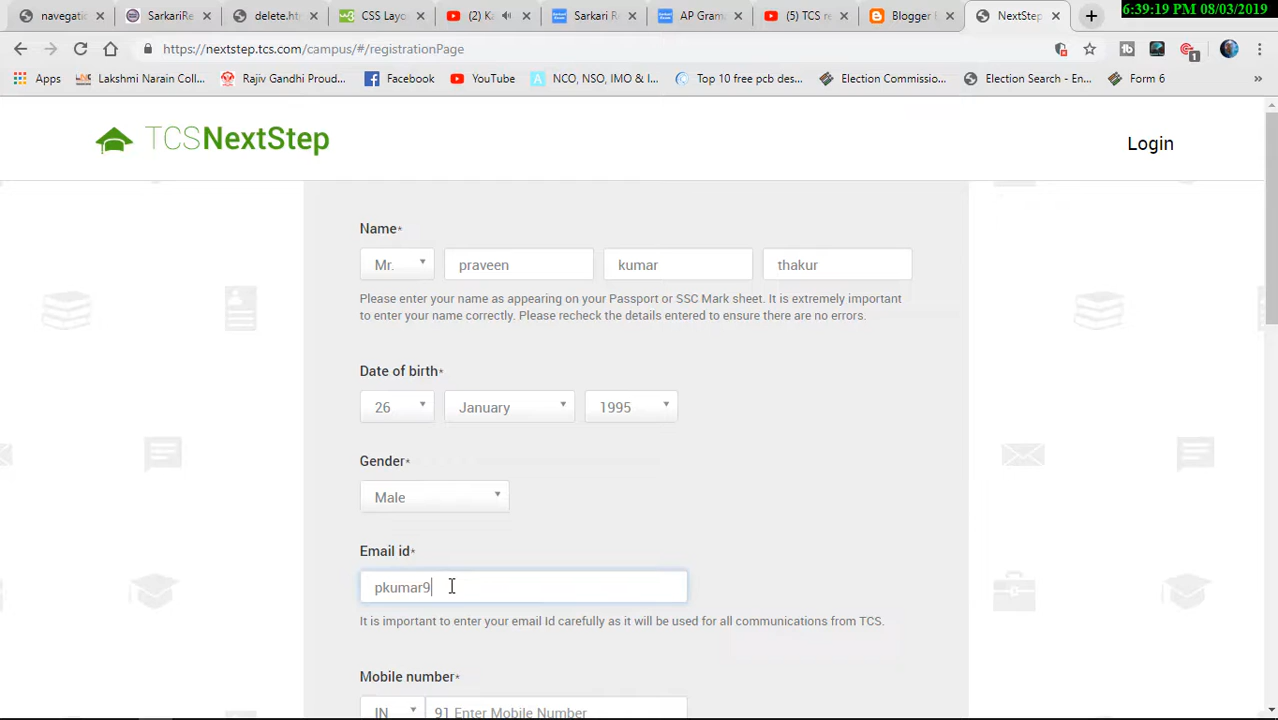 navigatio
SarkariRe
delete.ht
CSS Layo
(2) Ka
Sarkari R
AP Gram
(5) TCS re
Blogger
NextStep
6:39:19 PM 08/03/2019
https://nextstep.tcs.com/campus/#/registrationPage
1
Apps
Lakshmi Narain Coll...
Rajiv Gandhi Proud...
Facebook
YouTube
NCO, NSO, IMO & I...
Top 10 free pcb des...
Election Commissio...
Election Search - En...
Form 6
»
TCSNextStep
Login
Name*
Mr. praveen kumar thakur
Please enter your name as appearing on your Passport or SSC Mark sheet. It is extremely important
to enter your name correctly. Please recheck the details entered to ensure there are no errors.
Date of birth*
26 January 1995
Gender*
Male
Email id*
pkumar9
It is important to enter your email Id carefully as it will be used for all communications from TCS.
Mobile number*
IN 91 Enter Mobile Number